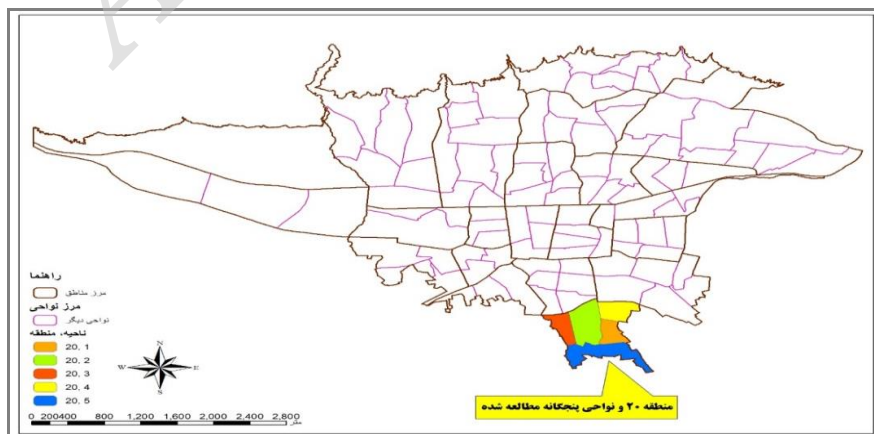 راهنما
مرز مناطق
مرز نواحی
نواحی دیگر
ناحیه، منطقه
20, 1
20, 2
20, 3
20, 4
20, 5
N
W E
S
0 200400 800 1,200 1,600 2,000 2,400 2,800
متر
منطقه ۲۰ و نواحی پنجگانه مطالعه شده